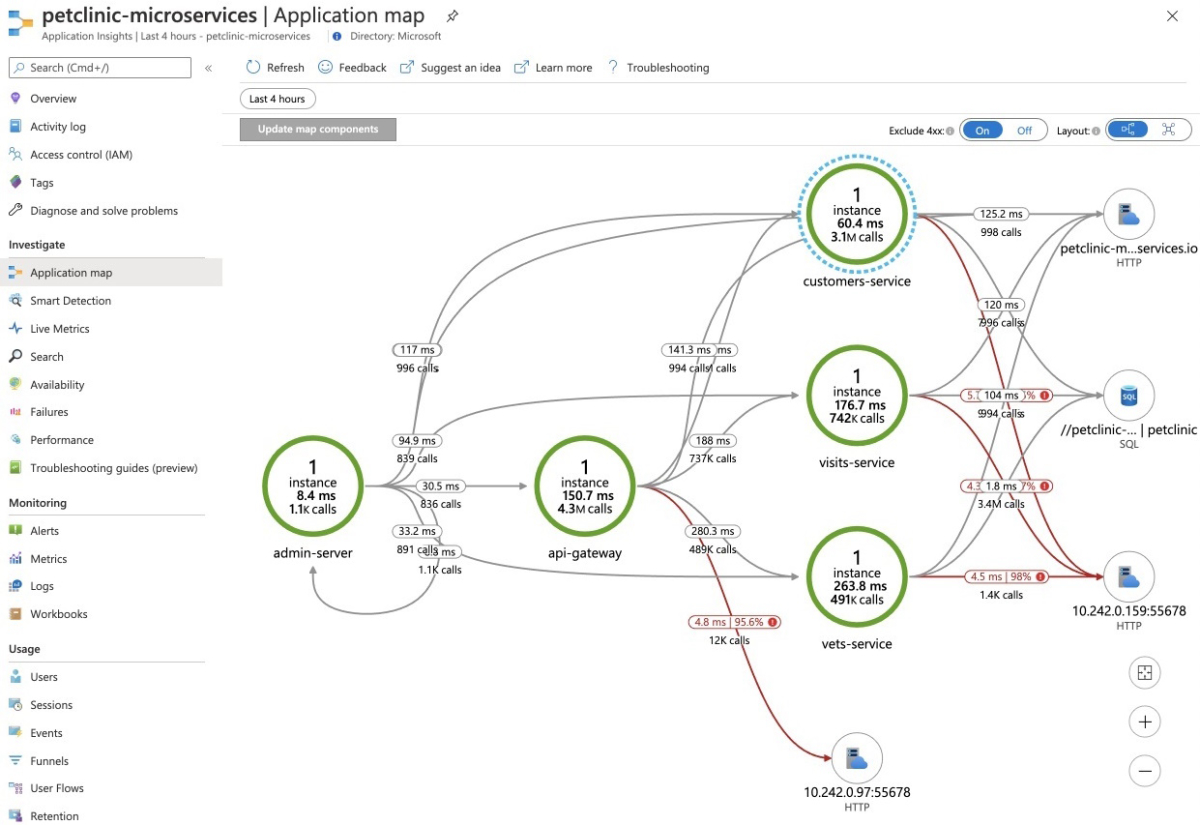 petclinic-microservices | Application map
Application Insights | Last 4 hours - petclinic-microservices
Directory: Microsoft
Search (Cmd+/)
«
Refresh
Feedback
Suggest an idea
Learn more
? Troubleshooting
Last 4 hours
Update map components
Exclude 4xx:
On
Off
Layout:
Overview
Activity log
Access control (IAM)
Tags
Diagnose and solve problems
Investigate
Application map
Smart Detection
Live Metrics
Search
Availability
Failures
Performance
Troubleshooting guides (preview)
Monitoring
Alerts
Metrics
Logs
Workbooks
Usage
Users
Sessions
Events
Funnels
User Flows
Retention
1
instance
8.4 ms
1.1K calls
admin-server
117 ms
996 calls
94.9 ms
839 calls
30.5 ms
836 calls
33.2 ms
891 calls
ms
1.1K calls
1
instance
150.7 ms
4.3M calls
api-gateway
141.3 ms
ms
994 calls
calls
188 ms
737K calls
280.3 ms
489K calls
4.8 ms | 95.6%
12K calls
1
instance
60.4 ms
3.1M calls
customers-service
1
instance
176.7 ms
742K calls
visits-service
1
instance
263.8 ms
491K calls
vets-service
10.242.0.97:55678
HTTP
125.2 ms
998 calls
120 ms
996 calls
104 ms
994 calls
1.8 ms
3.4M calls
4.5 ms | 98%
1.4K calls
petclinic-m...services.io
HTTP
SQL
//petclinic-... | petclinic
SQL
10.242.0.159:55678
HTTP